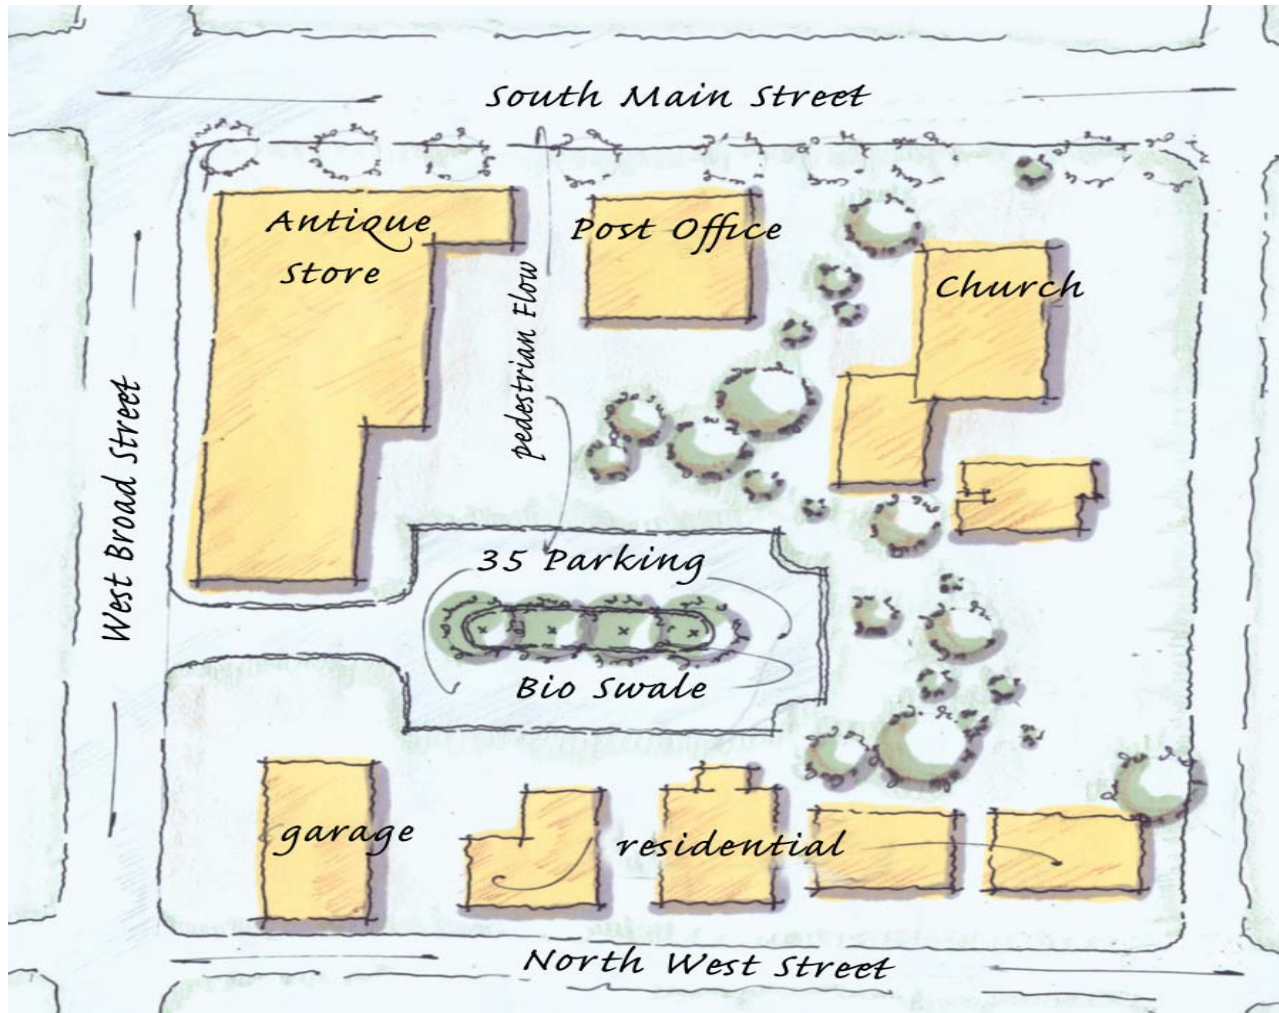 South Main Street
Antique
Store
Post Office
Church
pedestrian Flow
West Broad Street
35 Parking
Bio Swale
garage
residential
North West Street